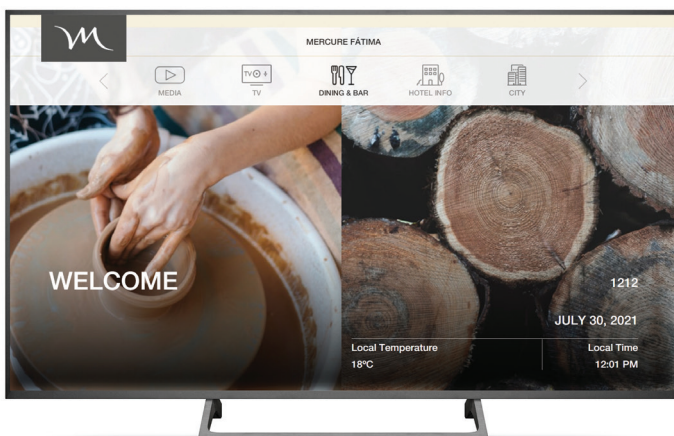 MERCURE FÁTIMA
MEDIA
TV
TV
DINING & BAR
HOTEL INFO
CITY
WELCOME
1212
JULY 30, 2021
Local Temperature
Local Time
18ºC
12:01 PM